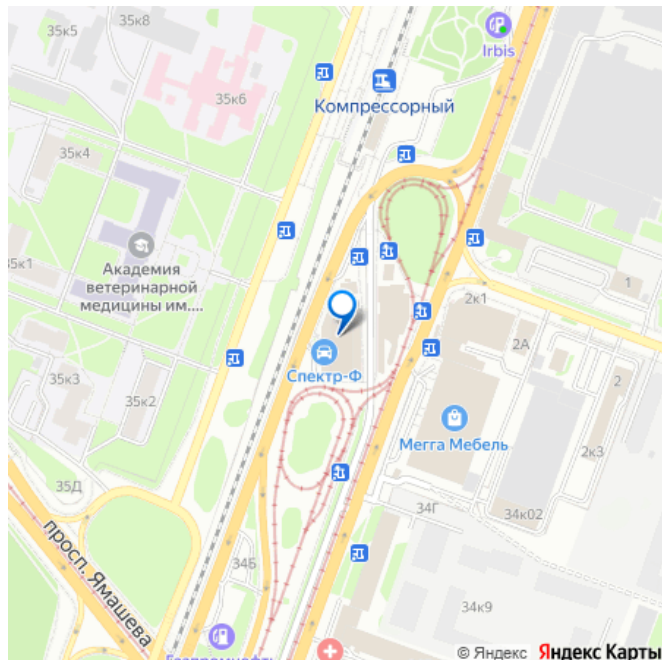 35к8
35к5
Irbis
35к6
Компрессорный
35к4
Академия
ветеринарной
медицины им....
35к1
1
2к1
2А
Спектр-Ф
35к3
35к2
2
Мегга Мебель
2к3
35Д
34Г
34к02
просп. Ямашева
34Б
34к9
Газпромнефть
© Яндекс Яндекс Карты